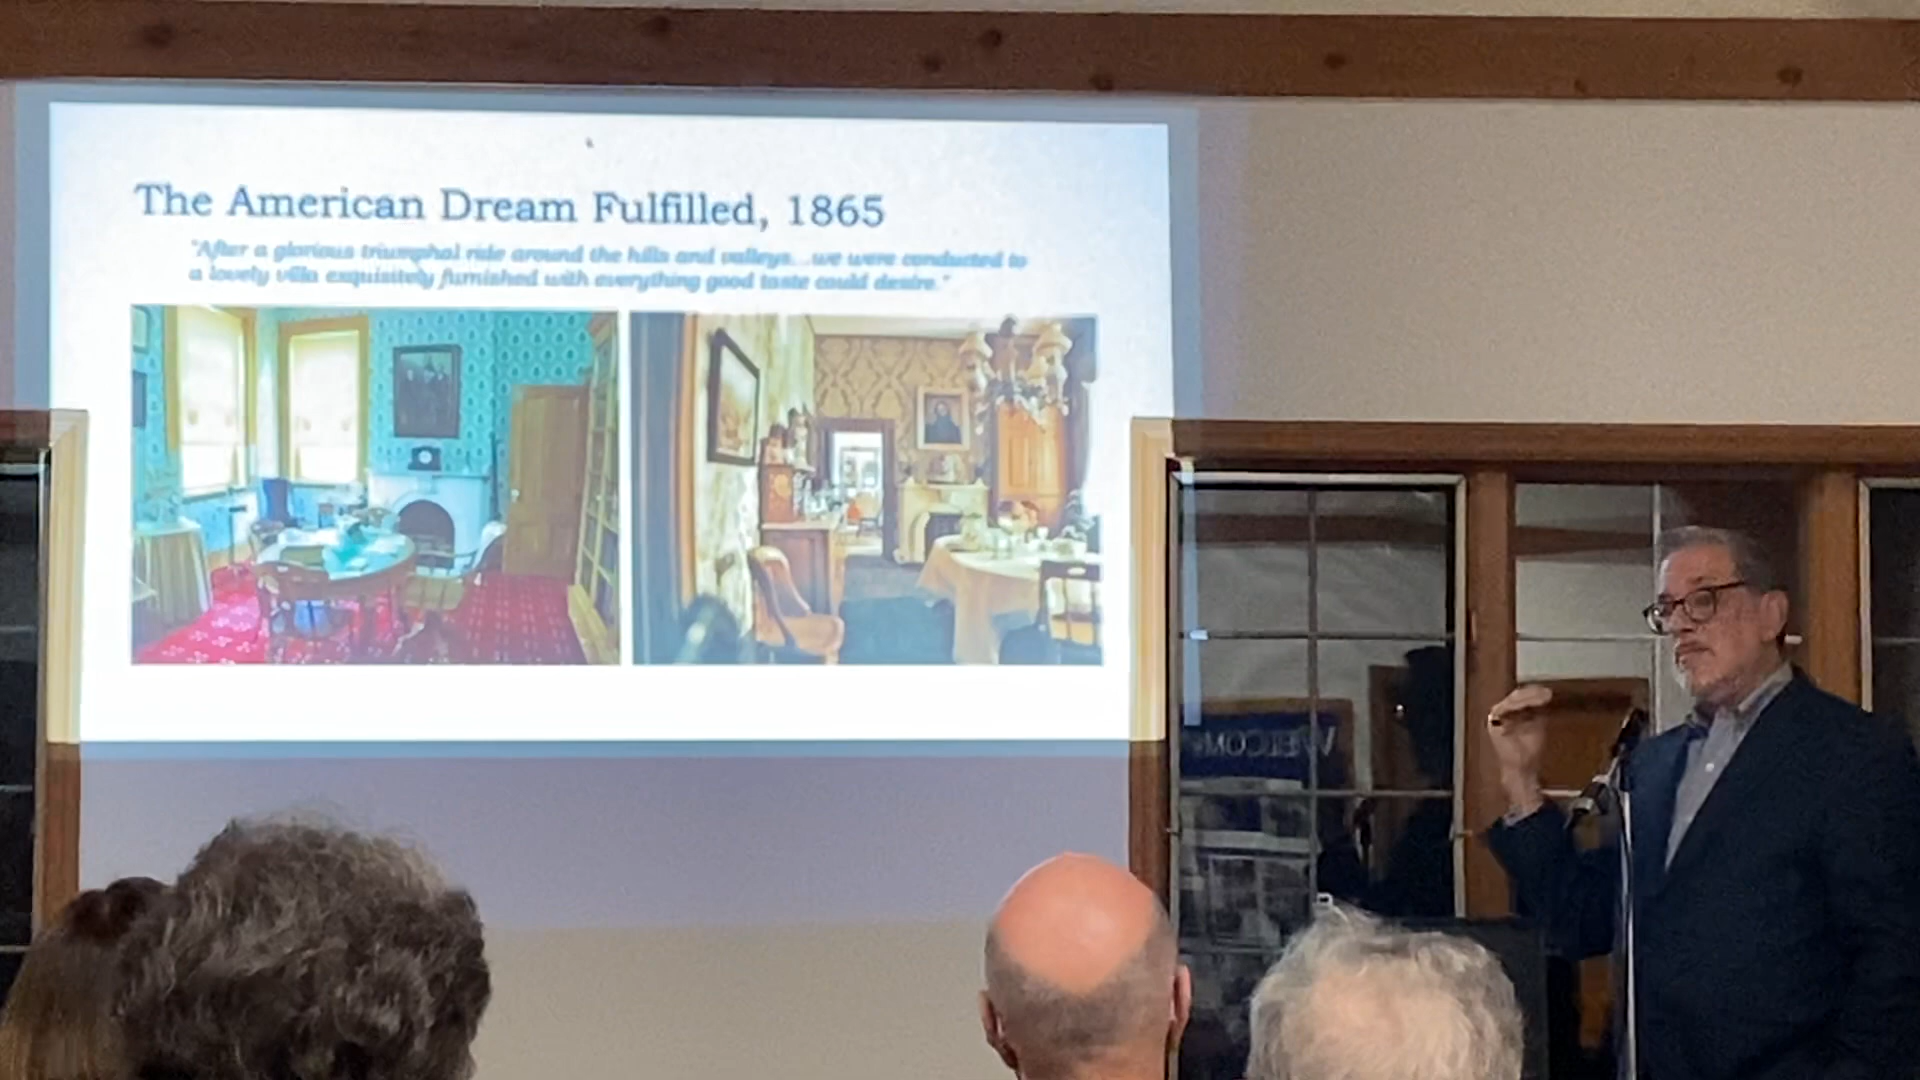 The American Dream Fulfilled, 1865
"After a glorious triumphal ride around the hills and valleys...we were conducted to
a lovely villa exquisitely furnished with everything good taste could desire."
WELCOM